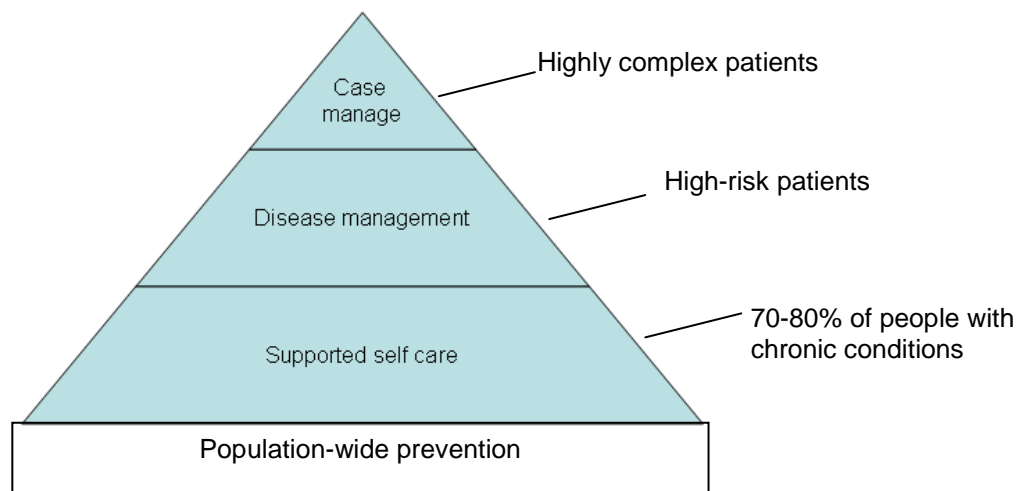 Highly complex patients
Case
manage
High-risk patients
Disease management
70-80% of people with
chronic conditions
Supported self care
Population-wide prevention